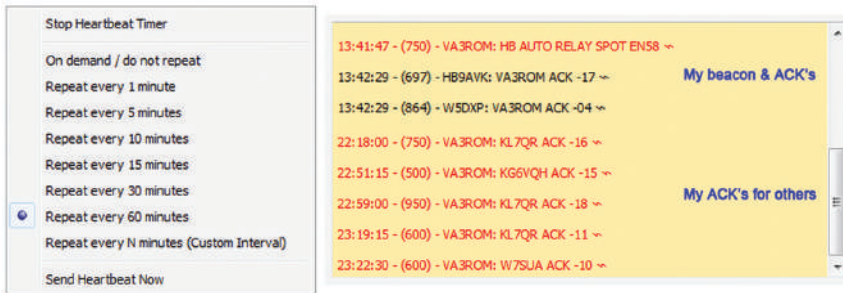 Stop Heartbeat Timer
On demand / do not repeat
Repeat every 1 minute
Repeat every 5 minutes
Repeat every 10 minutes
Repeat every 15 minutes
Repeat every 30 minutes
Repeat every 60 minutes
Repeat every N minutes (Custom Interval)
Send Heartbeat Now
13:41:47 - (750) - VA3ROM: HB AUTO RELAY SPOT EN58
13:42:29 - (697) - HB9AVK: VA3ROM ACK -17
My beacon & ACK's
13:42:29 - (864) - W5DXP: VA3ROM ACK -04
22:18:00 - (750) - VA3ROM: KL7QR ACK -16
22:51:15 - (500) - VA3ROM: KG6VQH ACK -15
My ACK's for others
22:59:00 - (950) - VA3ROM: KL7QR ACK -18
23:19:15 - (600) - VA3ROM: KL7QR ACK -11
23:22:30 - (600) - VA3ROM: W7SUA ACK -10